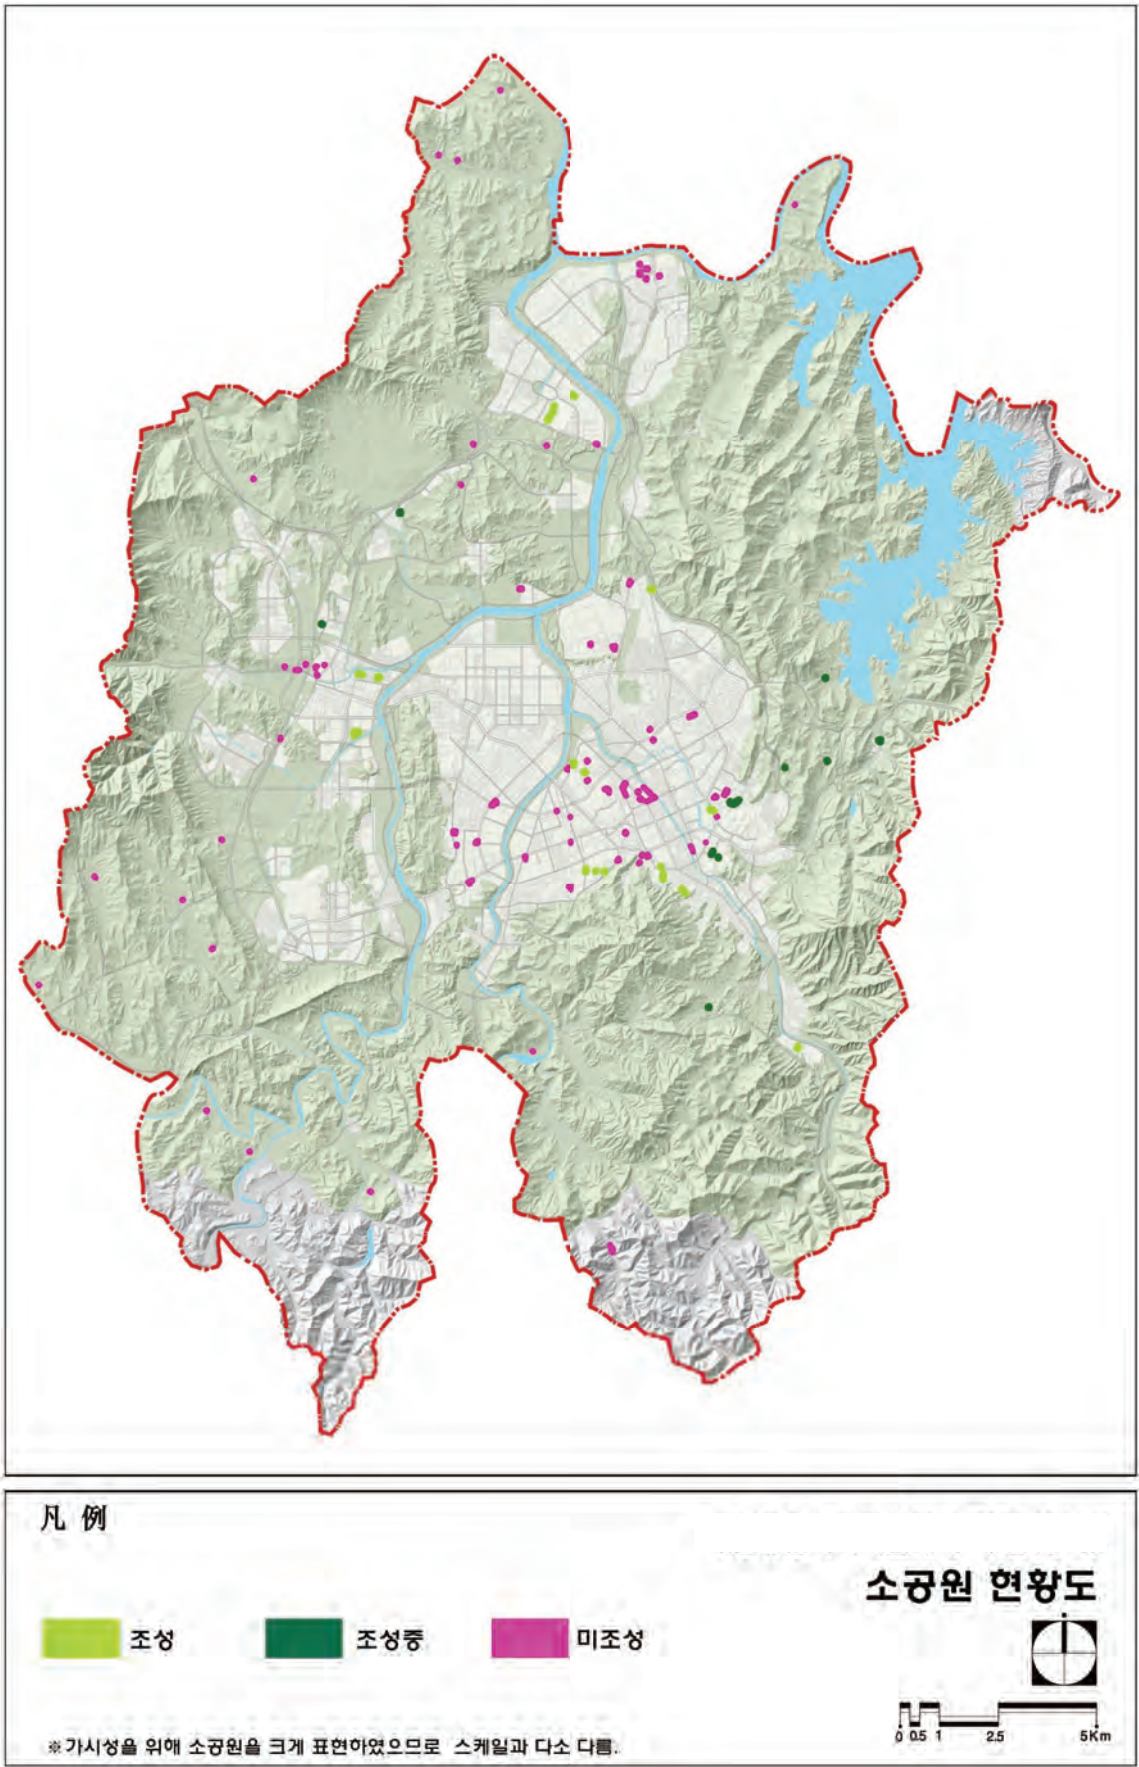 凡 例
소공원 현황도
조성 조성중 미조성
0 0.5 1 2.5 5Km
※가시성을 위해 소공원을 크게 표현하였으므로 스케일과 다소 다름.